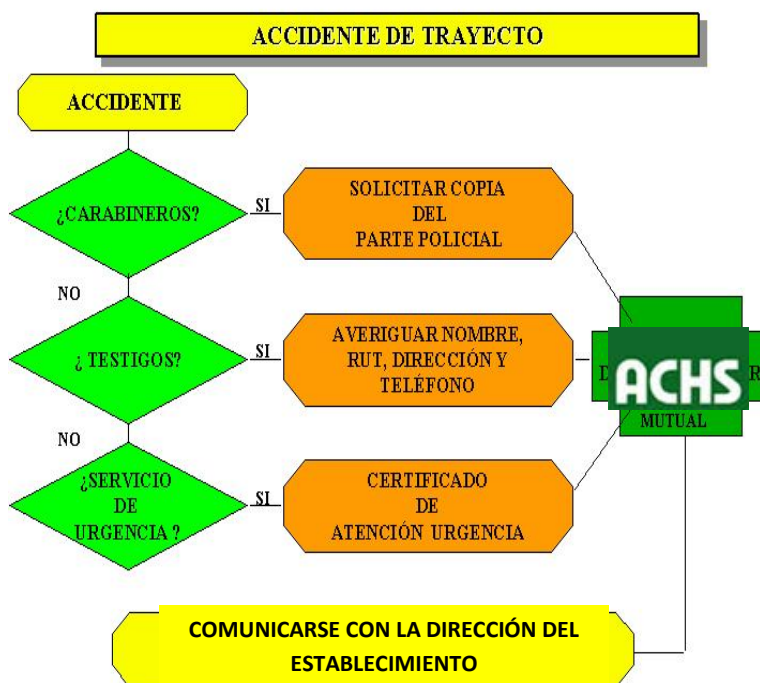 ACCIDENTE DE TRAYECTO
ACCIDENTE
¿CARABINEROS?
SI
SOLICITAR COPIA
DEL
PARTE POLICIAL
NO
¿ TESTIGOS?
SI
AVERIGUAR NOMBRE,
RUT, DIRECCIÓN Y
TELÉFONO
ACHS
MUTUAL
NO
¿SERVICIO
DE
URGENCIA ?
SI
CERTIFICADO
DE
ATENCIÓN URGENCIA
COMUNICARSE CON LA DIRECCIÓN DEL
ESTABLECIMIENTO